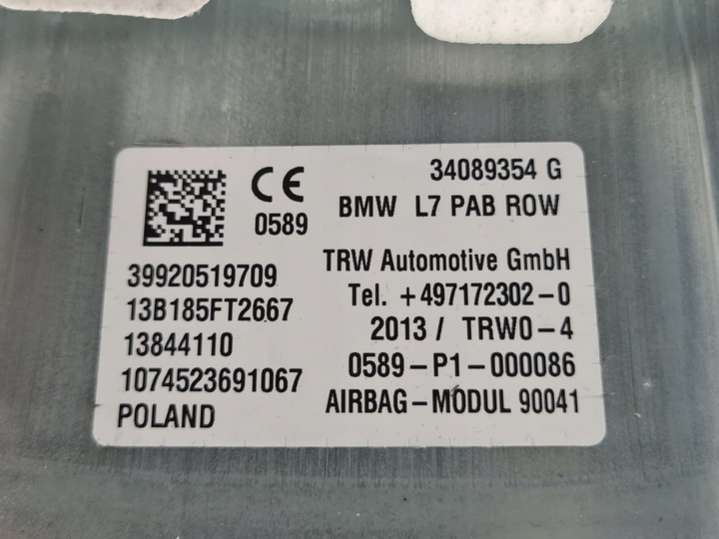 34089354 G
CE
0589
BMW L7 PAB ROW
39920519709
13B185FT2667
13844110
1074523691067
POLAND
TRW Automotive GmbH
Tel. +497172302-0
2013 / TRW0-4
0589-P1-000086
AIRBAG-MODUL 90041